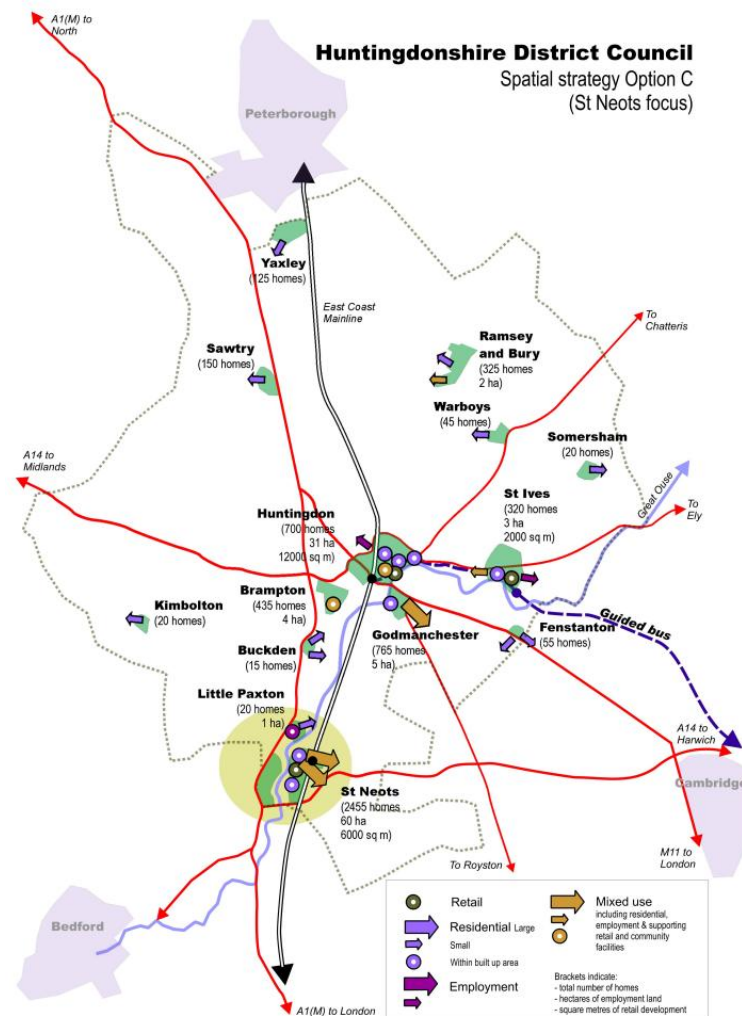 A1(M) to
North
Huntingdonshire District Council
Spatial strategy Option C
(St Neots focus)
Peterborough
Yaxley
(125 homes)
East Coast
Mainline
To
Chatteris
Ramsey
and Bury
(325 homes
2 ha)
Sawtry
(150 homes)
Warboys
(45 homes)
Somersham
(20 homes)
A14 to
Midlands
Great Ouse
To
Ely
St Ives
(320 homes
3 ha
2000 sq m)
Huntingdon
(700 homes
31 ha
12000 sq m)
Brampton
(435 homes
4 ha)
Kimbolton
(20 homes)
Godmanchester
(765 homes
5 ha)
Guided bus
Fenstanton
(55 homes)
Buckden
(15 homes)
Little Paxton
(20 homes
1 ha)
A14 to
Harwich
Cambridge
St Neots
(2455 homes
60 ha
6000 sq m)
To Royston
M11 to
London
Bedford
A1(M) to London
Retail
Residential Large
Small
Within built up area
Employment
Mixed use
including residential,
employment & supporting
retail and community
facilities
Brackets indicate:
- total number of homes
- hectares of employment land
- square metres of retail development